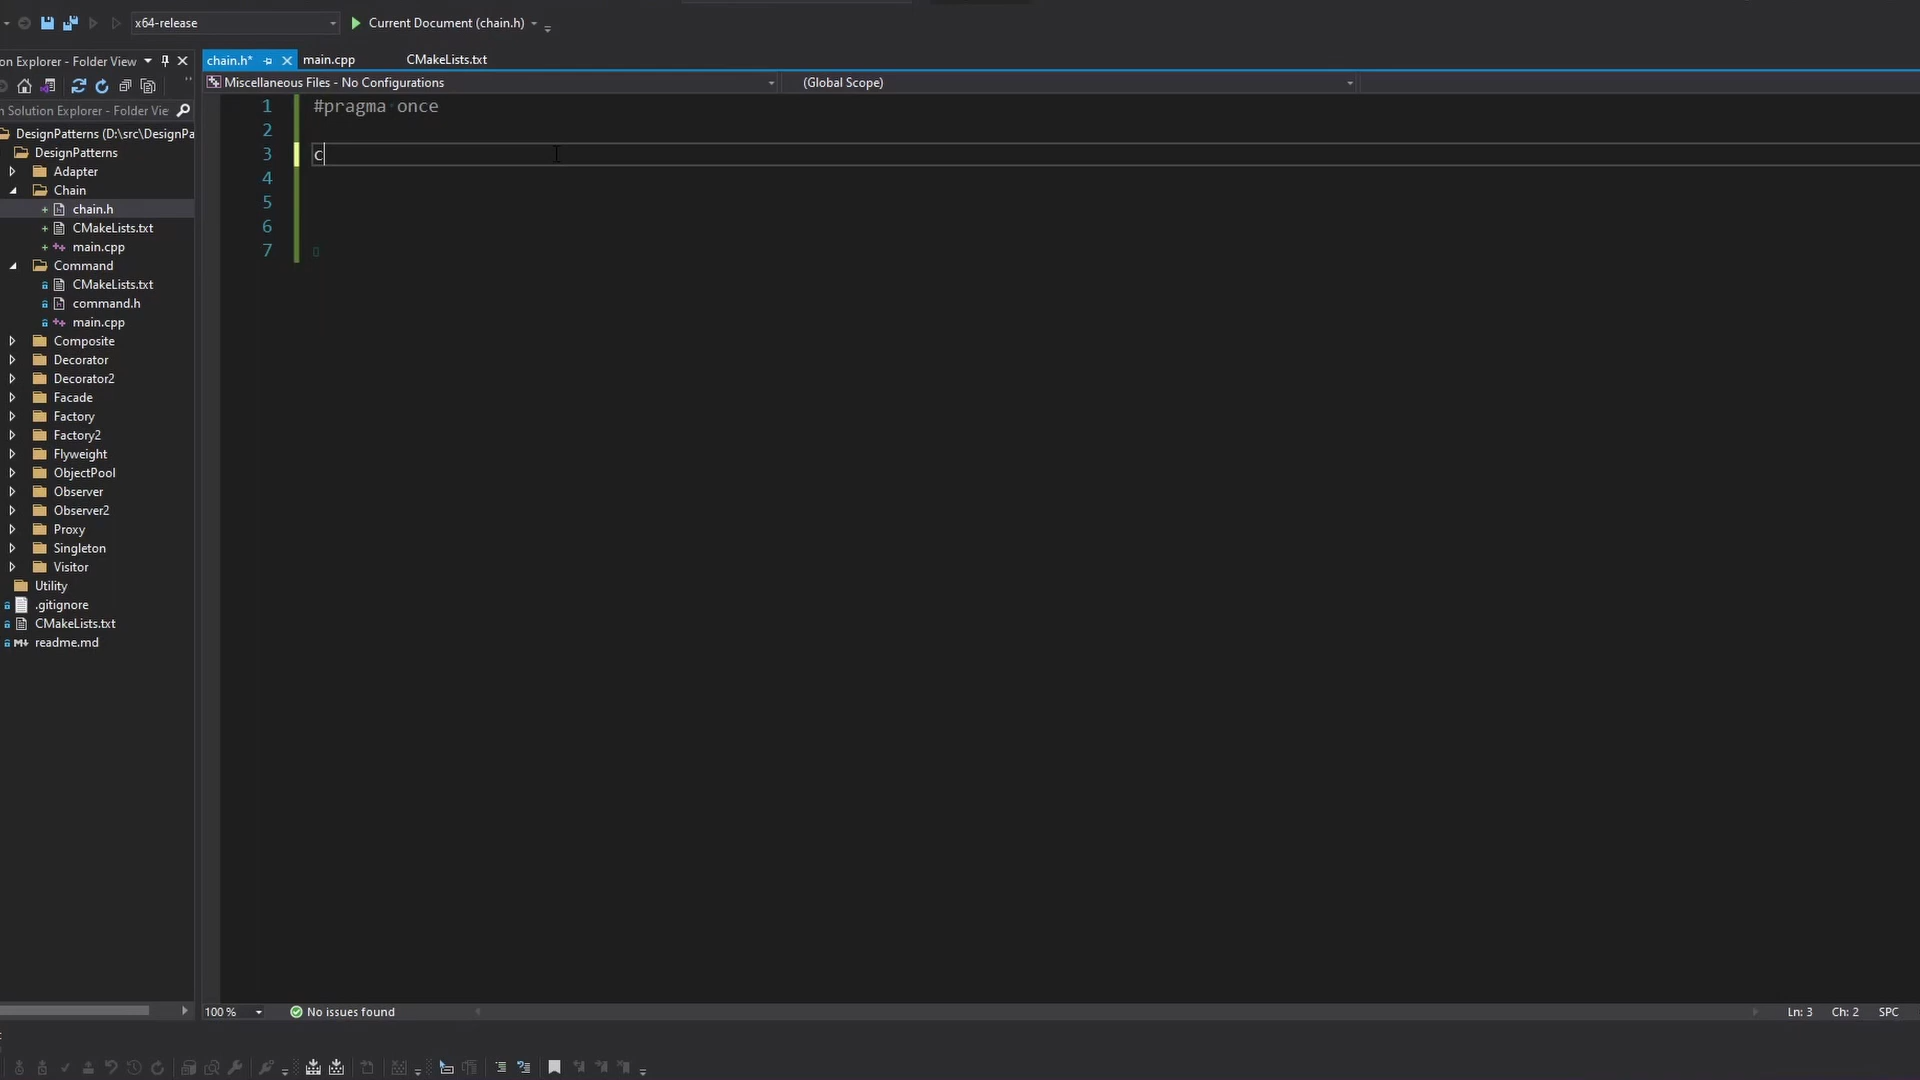 x64-release
Current Document (chain.h)
on Explorer - Folder View
chain.h*
main.cpp
CMakeLists.txt
Miscellaneous Files - No Configurations
(Global Scope)
n Solution Explorer - Folder Vie
DesignPatterns (D:\src\DesignPa
DesignPatterns
Adapter
Chain
chain.h
CMakeLists.txt
main.cpp
Command
CMakeLists.txt
command.h
main.cpp
Composite
Decorator
Decorator2
Facade
Factory
Factory2
Flyweight
ObjectPool
Observer
Observer2
Proxy
Singleton
Visitor
Utility
.gitignore
CMakeLists.txt
readme.md
1 #pragma once
2
3 c
4
5
6
7
100 %
No issues found
Ln: 3
Ch: 2
SPC